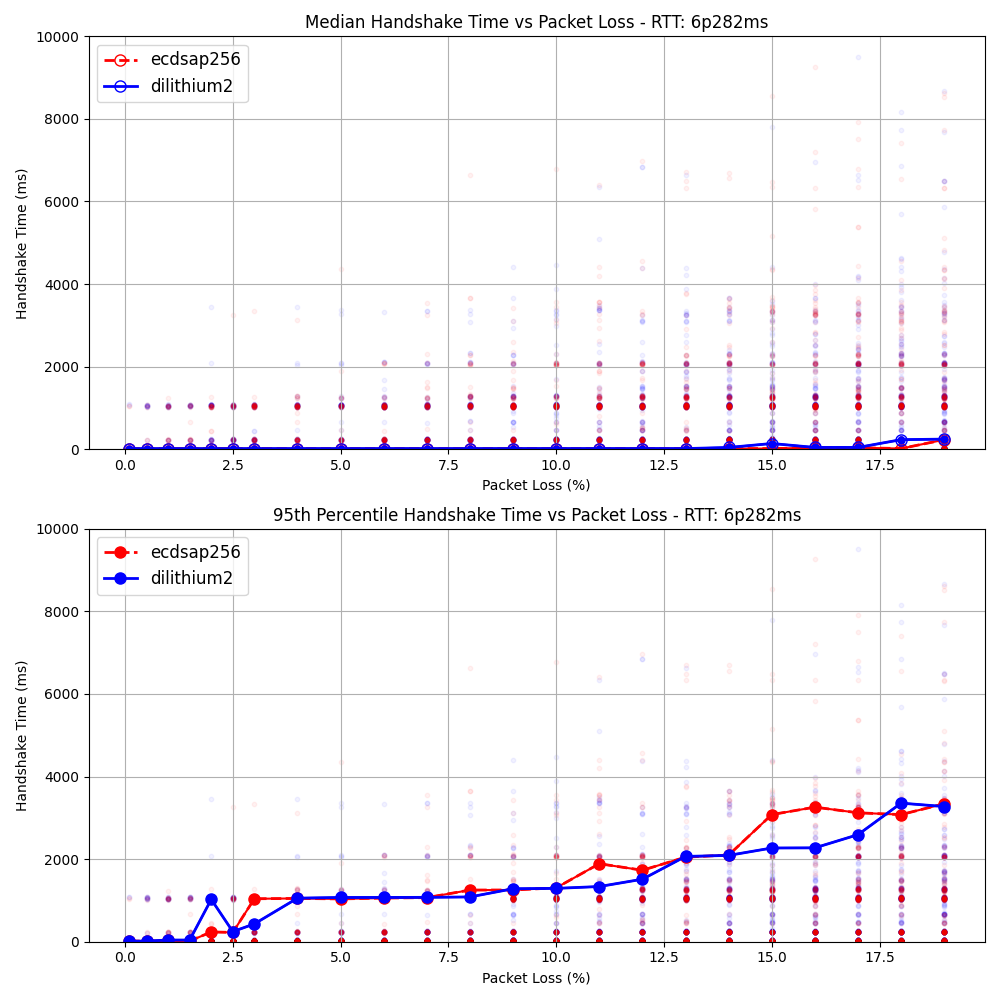 Median Handshake Time vs Packet Loss - RTT: 6p282ms
10000
8000
6000
4000
2000
0
Handshake Time (ms)
ecdsap256
dilithium2
0.0 2.5 5.0 7.5 10.0 12.5 15.0 17.5
Packet Loss (%)
95th Percentile Handshake Time vs Packet Loss - RTT: 6p282ms
10000
8000
6000
4000
2000
0
Handshake Time (ms)
ecdsap256
dilithium2
0.0 2.5 5.0 7.5 10.0 12.5 15.0 17.5
Packet Loss (%)